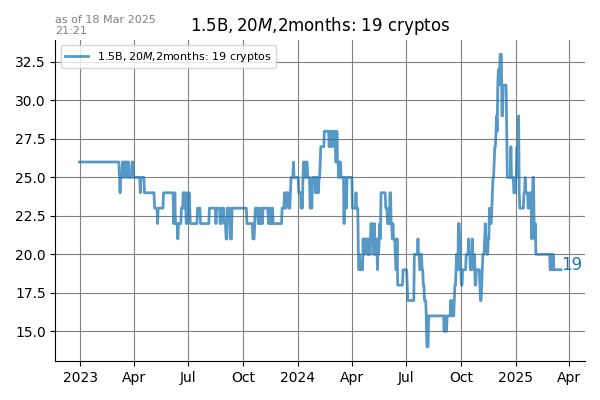 as of 18 Mar 2025
21:21
1.5B, 20M,2months: 19 cryptos
1.5B, 20M,2months: 19 cryptos
32.5
30.0
27.5
25.0
22.5
20.0
19
17.5
15.0
2023 Apr Jul Oct 2024 Apr Jul Oct 2025 Apr